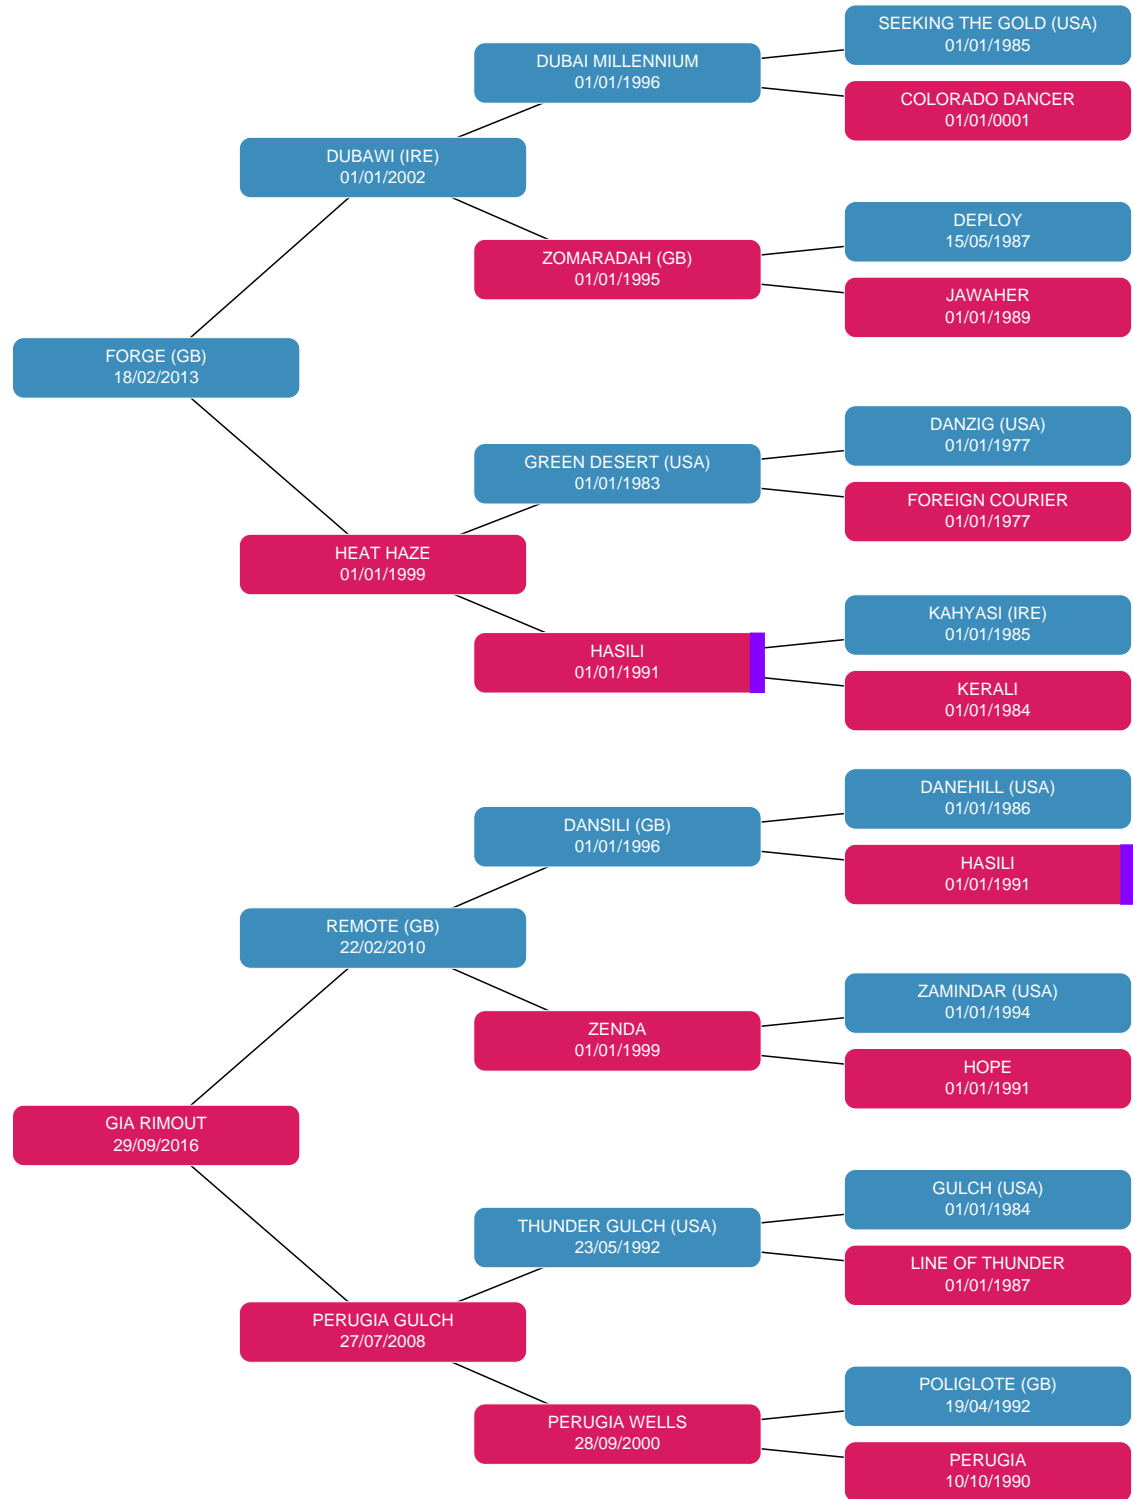 SEEKING THE GOLD (USA)
01/01/1985
DUBAI MILLENNIUM
01/01/1996
COLORADO DANCER
01/01/0001
DUBAWI (IRE)
01/01/2002
DEPLOY
15/05/1987
ZOMARADAH (GB)
01/01/1995
JAWAHER
01/01/1989
FORGE (GB)
18/02/2013
DANZIG (USA)
01/01/1977
GREEN DESERT (USA)
01/01/1983
FOREIGN COURIER
01/01/1977
HEAT HAZE
01/01/1999
KAHYASI (IRE)
01/01/1985
HASILI
01/01/1991
KERALI
01/01/1984
DANEHILL (USA)
01/01/1986
DANSILI (GB)
01/01/1996
HASILI
01/01/1991
REMOTE (GB)
22/02/2010
ZAMINDAR (USA)
01/01/1994
ZENDA
01/01/1999
HOPE
01/01/1991
GIA RIMOUT
29/09/2016
GULCH (USA)
01/01/1984
THUNDER GULCH (USA)
23/05/1992
LINE OF THUNDER
01/01/1987
PERUGIA GULCH
27/07/2008
POLIGLOTE (GB)
19/04/1992
PERUGIA WELLS
28/09/2000
PERUGIA
10/10/1990